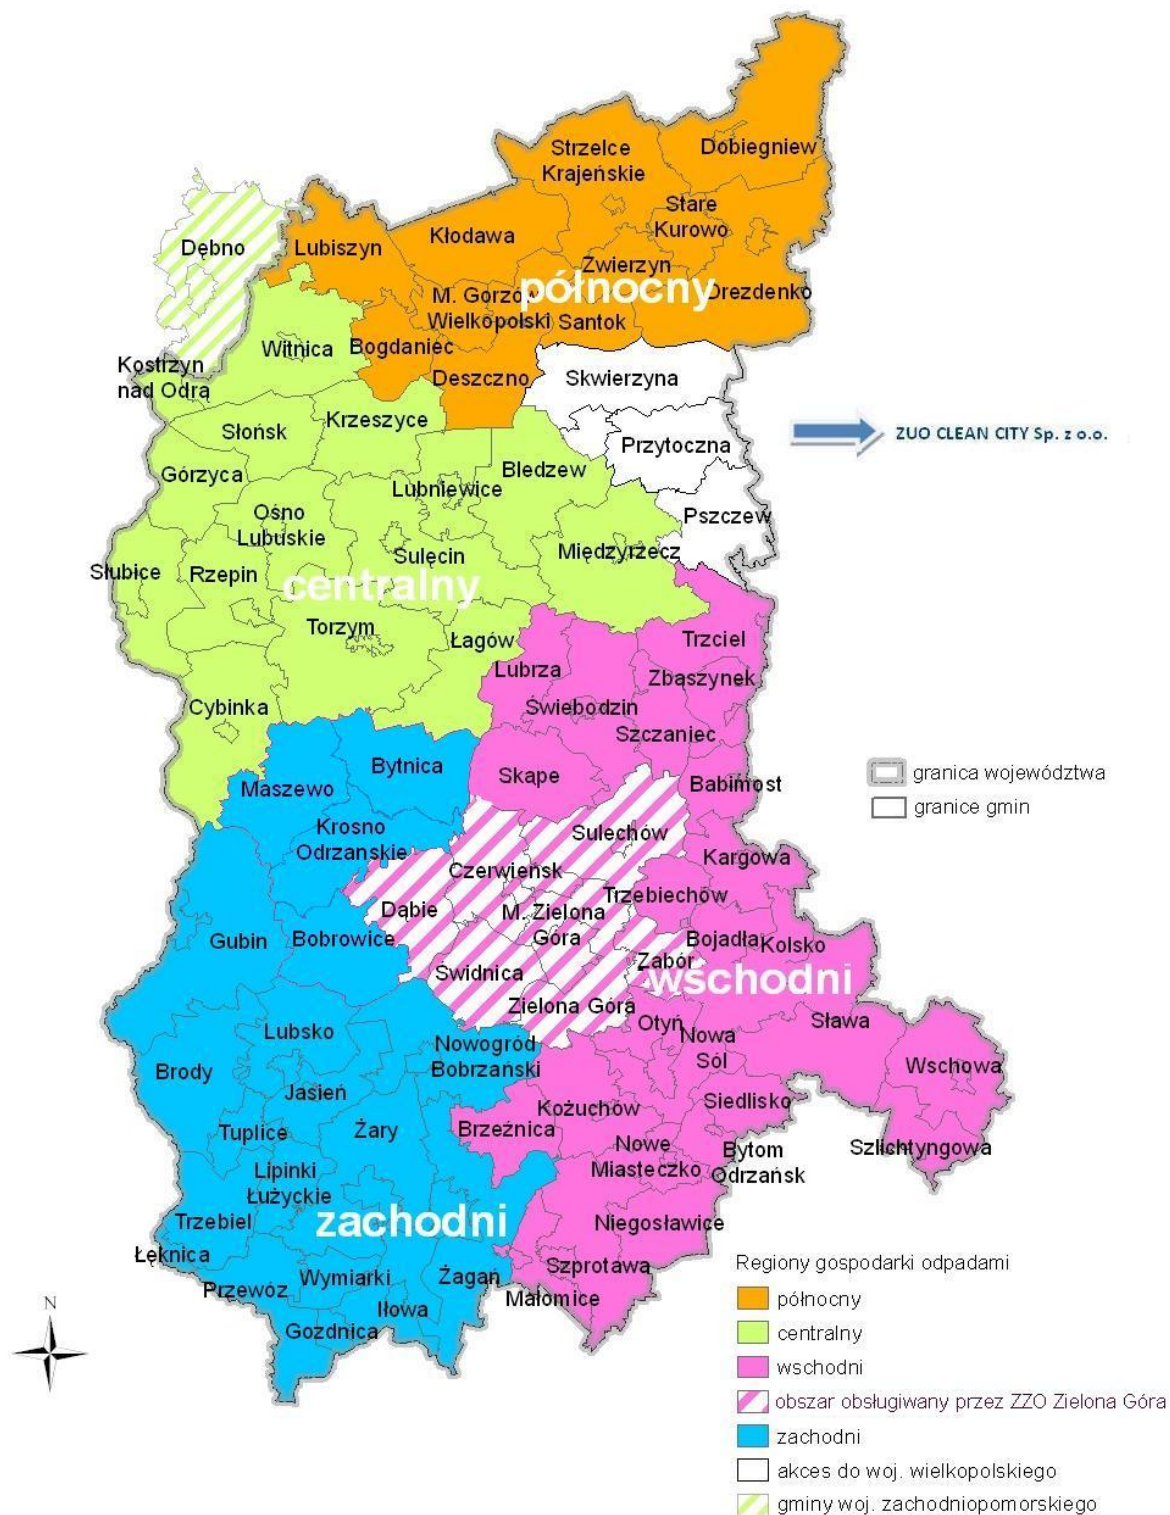 Dobiegniew
Strzelce
Krajeńskie
Stare
Kurowo
Kłodawa
Dębno
Lubiszyn
Zwierzyn
północny
Drezdenko
M. Gorzów
Wielkopolski
Santok
Witnica
Bogdaniec
Kostrzyn
nad Odrą
Deszczno
Skwierzyna
Krzeszyce
Słońsk
Przytoczna
ZUO CLEAN CITY Sp. z o.o.
Górzyca
Bledzew
Lubniewice
Ośno
Lubuskie
Pszczew
Sulęcin
Międzyrzecz
Słubice
Rzepin
centralny
Torzym
Łagów
Trzciel
Lubrza
Zbąszynek
Cybinka
Świebodzin
Szczaniec
Bytnica
Skape
Babimost
granica województwa
Maszewo
granice gmin
Krosno
Odrzanskie
Sulechów
Kargowa
Czerwieńsk
Trzebiechów
Dąbie
M. Zielona
Góra
Gubin
Bobrowice
Bojadła
Kolsko
Zabór
Świdnica
wschodni
Zielona Góra
Otyń
Sława
Lubsko
Nowa
Sól
Nowogród
Bobrzański
Brody
Wschowa
Jasień
Siedlisko
Kożuchów
Tuplice
Żary
Brzeźnica
Nowe
Miasteczko
Bytom
Odrzańsk
Szlichtyngowa
Lipinki
Łużyckie
Trzebiel
zachodni
Niegosławice
Łęknica
Przewóz
Wymiarki
Żagań
Szprotawa
Małomice
Iłowa
Gozdnica
N
Regiony gospodarki odpadami
północny
centralny
wschodni
obszar obsługiwany przez ZZO Zielona Góra
zachodni
akces do woj. wielkopolskiego
gminy woj. zachodniopomorskiego